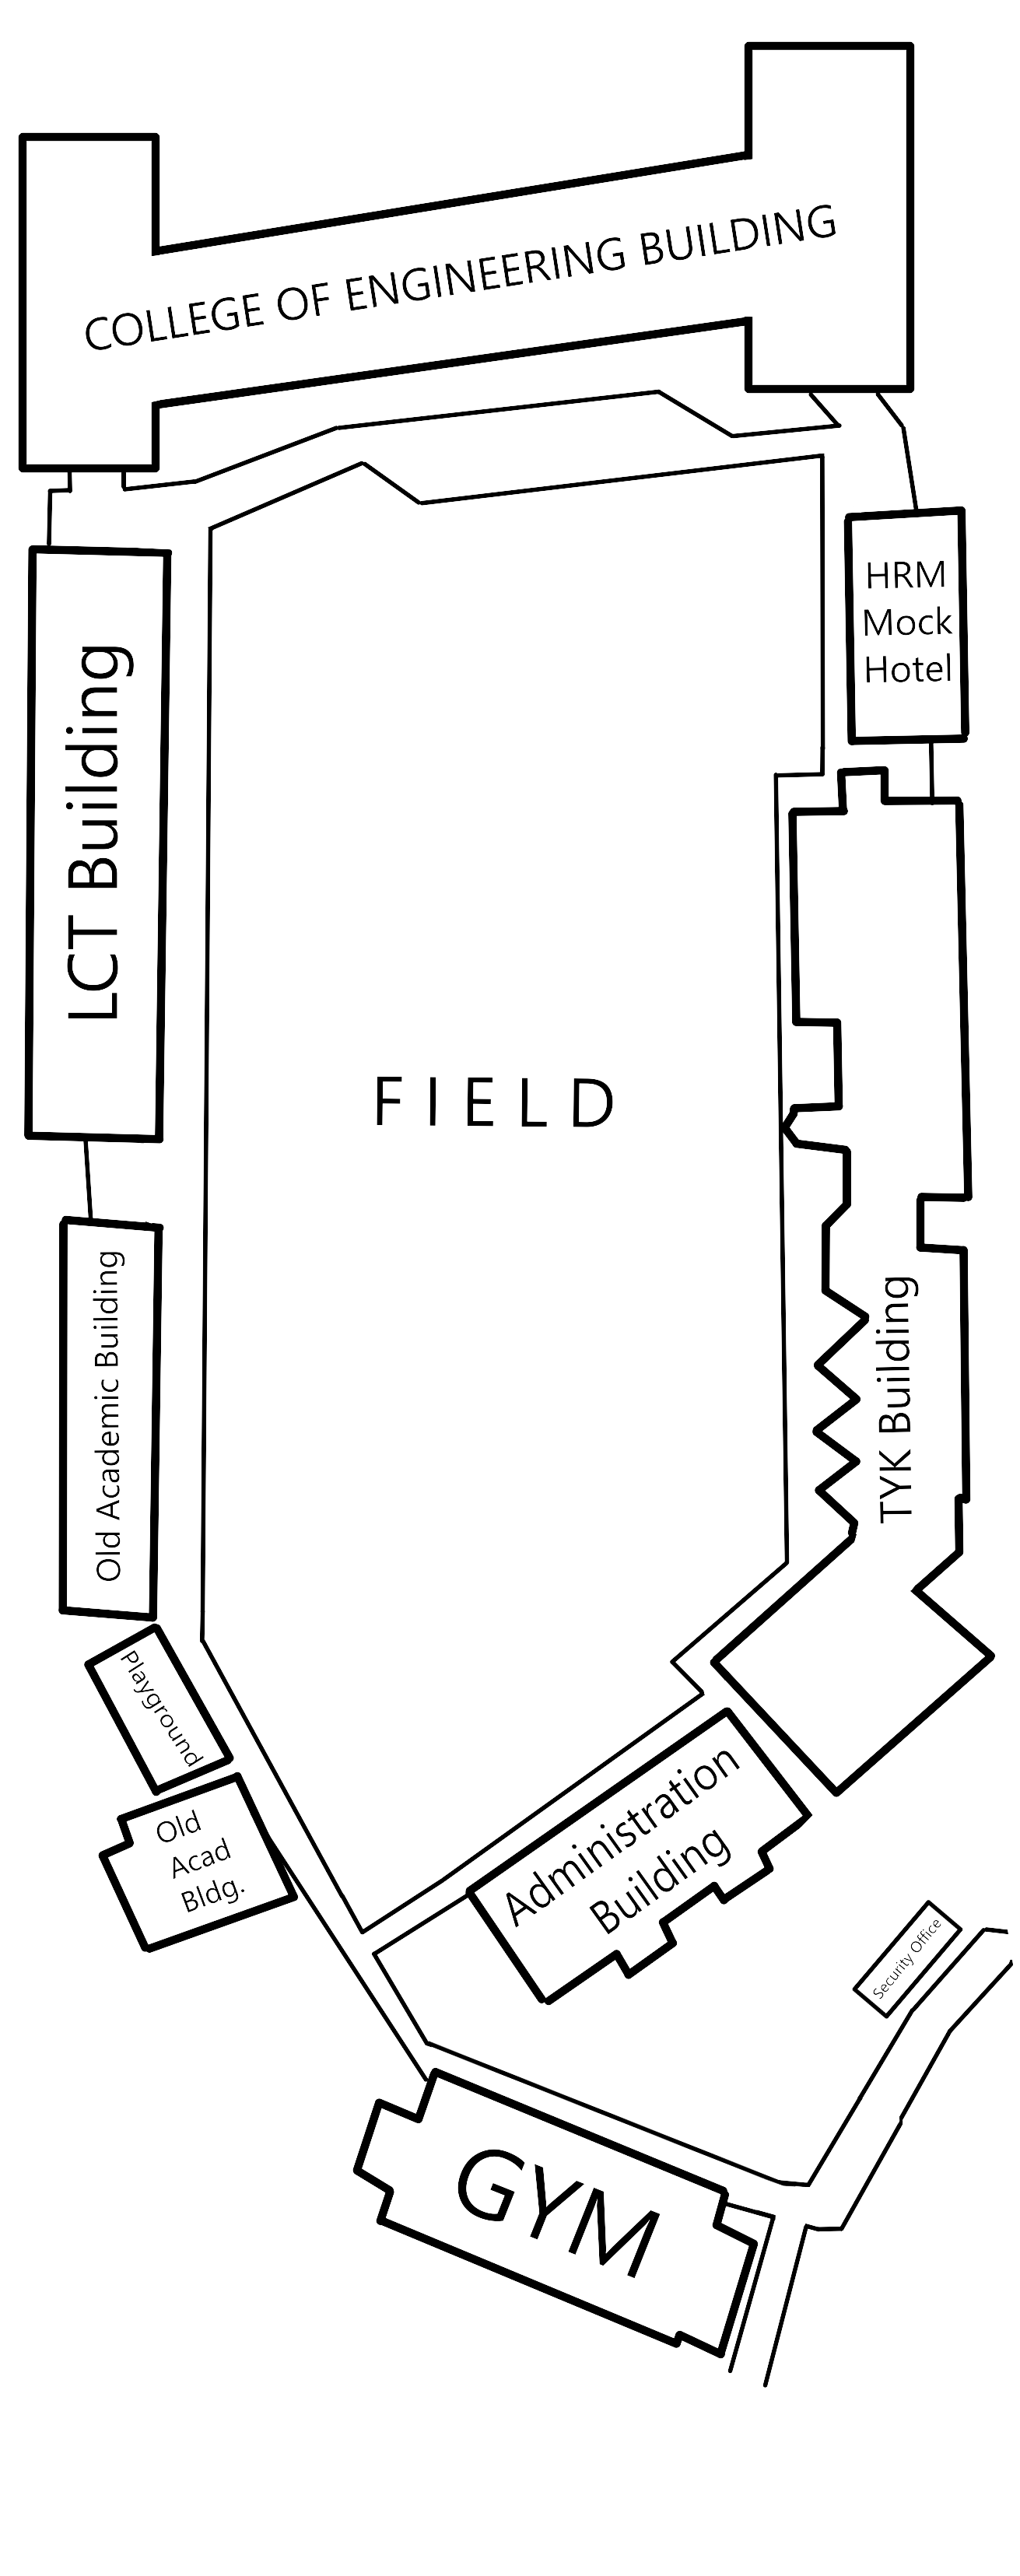 COLLEGE OF ENGINEERING BUILDING
HRM
Mock
Hotel
LCT Building
FIELD
Old Academic Building
TYK Building
Playground
Old
Acad
Bldg.
Administration
Building
Security Office
GYM